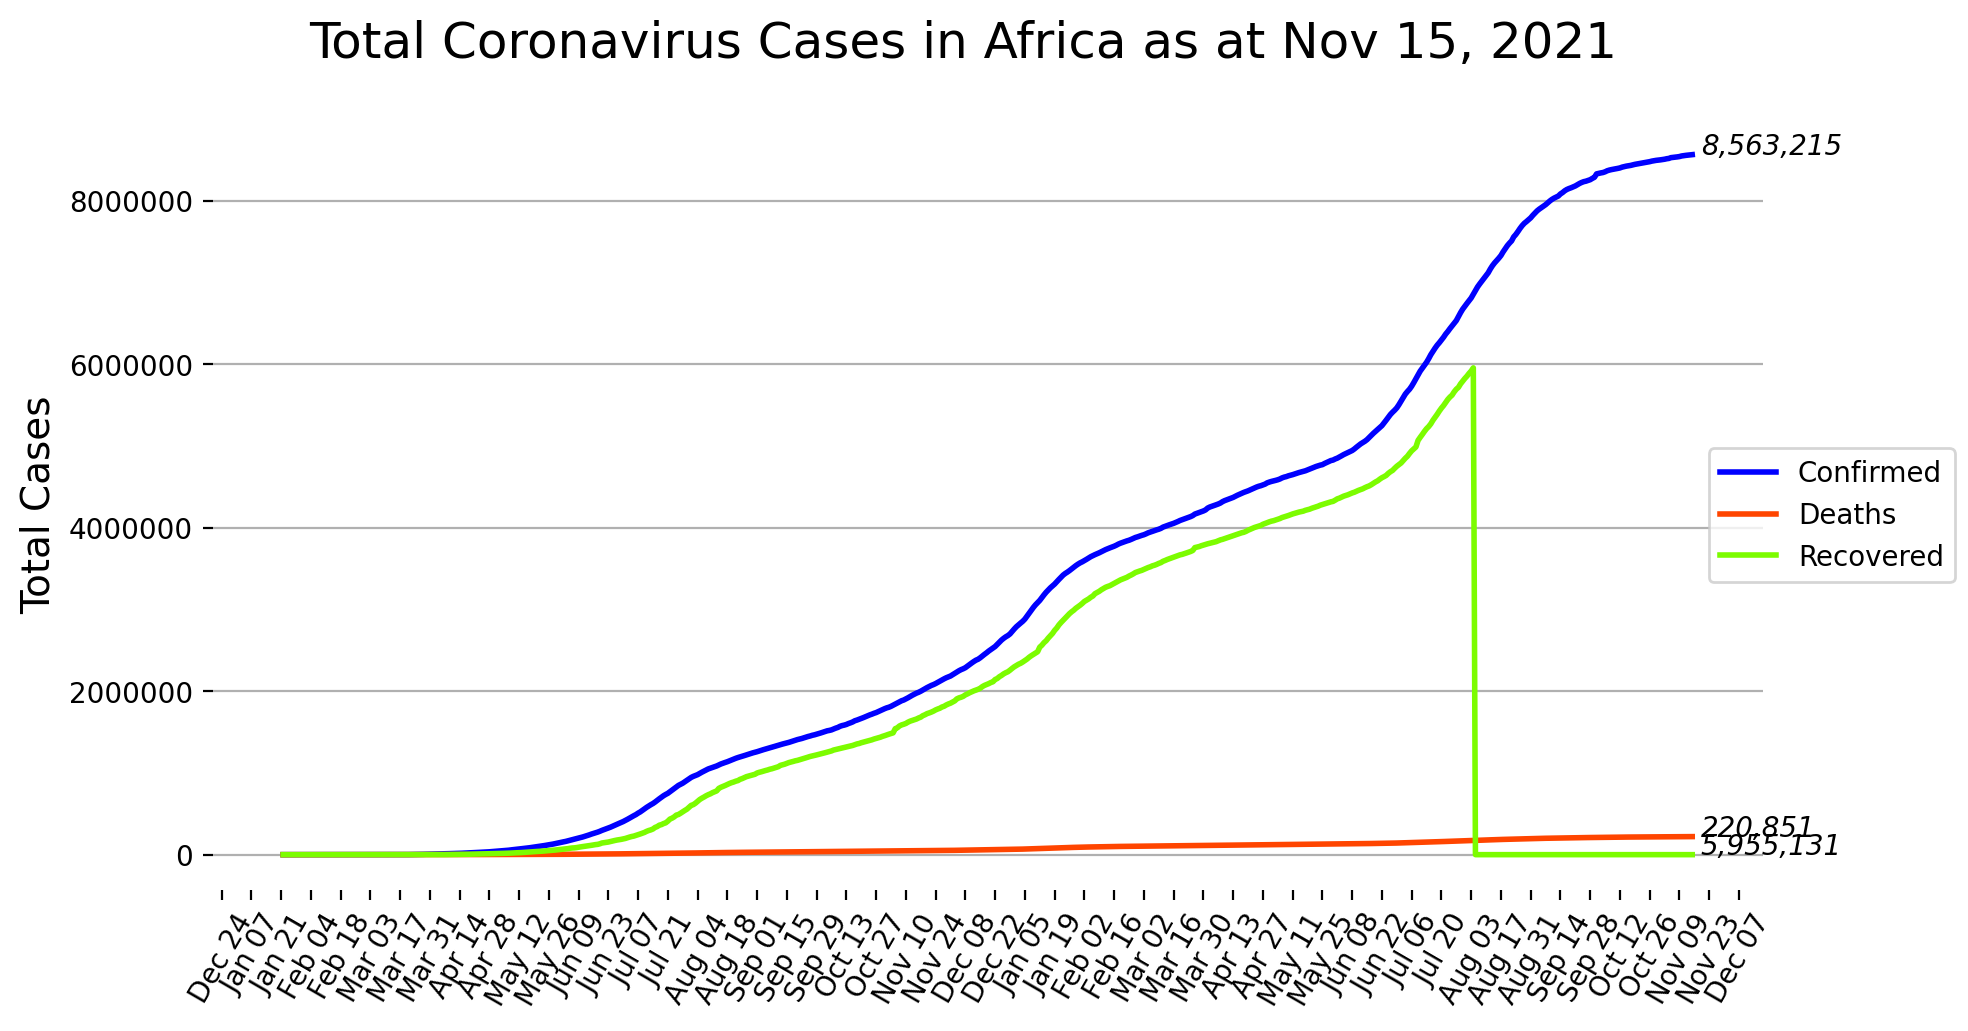 Total Coronavirus Cases in Africa as at Nov 15, 2021
8,563,215
8000000
6000000
Total Cases
Confirmed
Deaths
Recovered
4000000
2000000
220,851
5,955,131
0
Dec 24
Jan 07
Jan 21
Feb 04
Feb 18
Mar 03
Mar 17
Mar 31
Apr 14
Apr 28
May 12
May 26
Jun 09
Jun 23
Jul 07
Jul 21
Aug 04
Aug 18
Sep 01
Sep 15
Sep 29
Oct 13
Oct 27
Nov 10
Nov 24
Dec 08
Dec 22
Jan 05
Jan 19
Feb 02
Feb 16
Mar 02
Mar 16
Mar 30
Apr 13
Apr 27
May 11
May 25
Jun 08
Jun 22
Jul 06
Jul 20
Aug 03
Aug 17
Aug 31
Sep 14
Sep 28
Oct 12
Oct 26
Nov 09
Nov 23
Dec 07